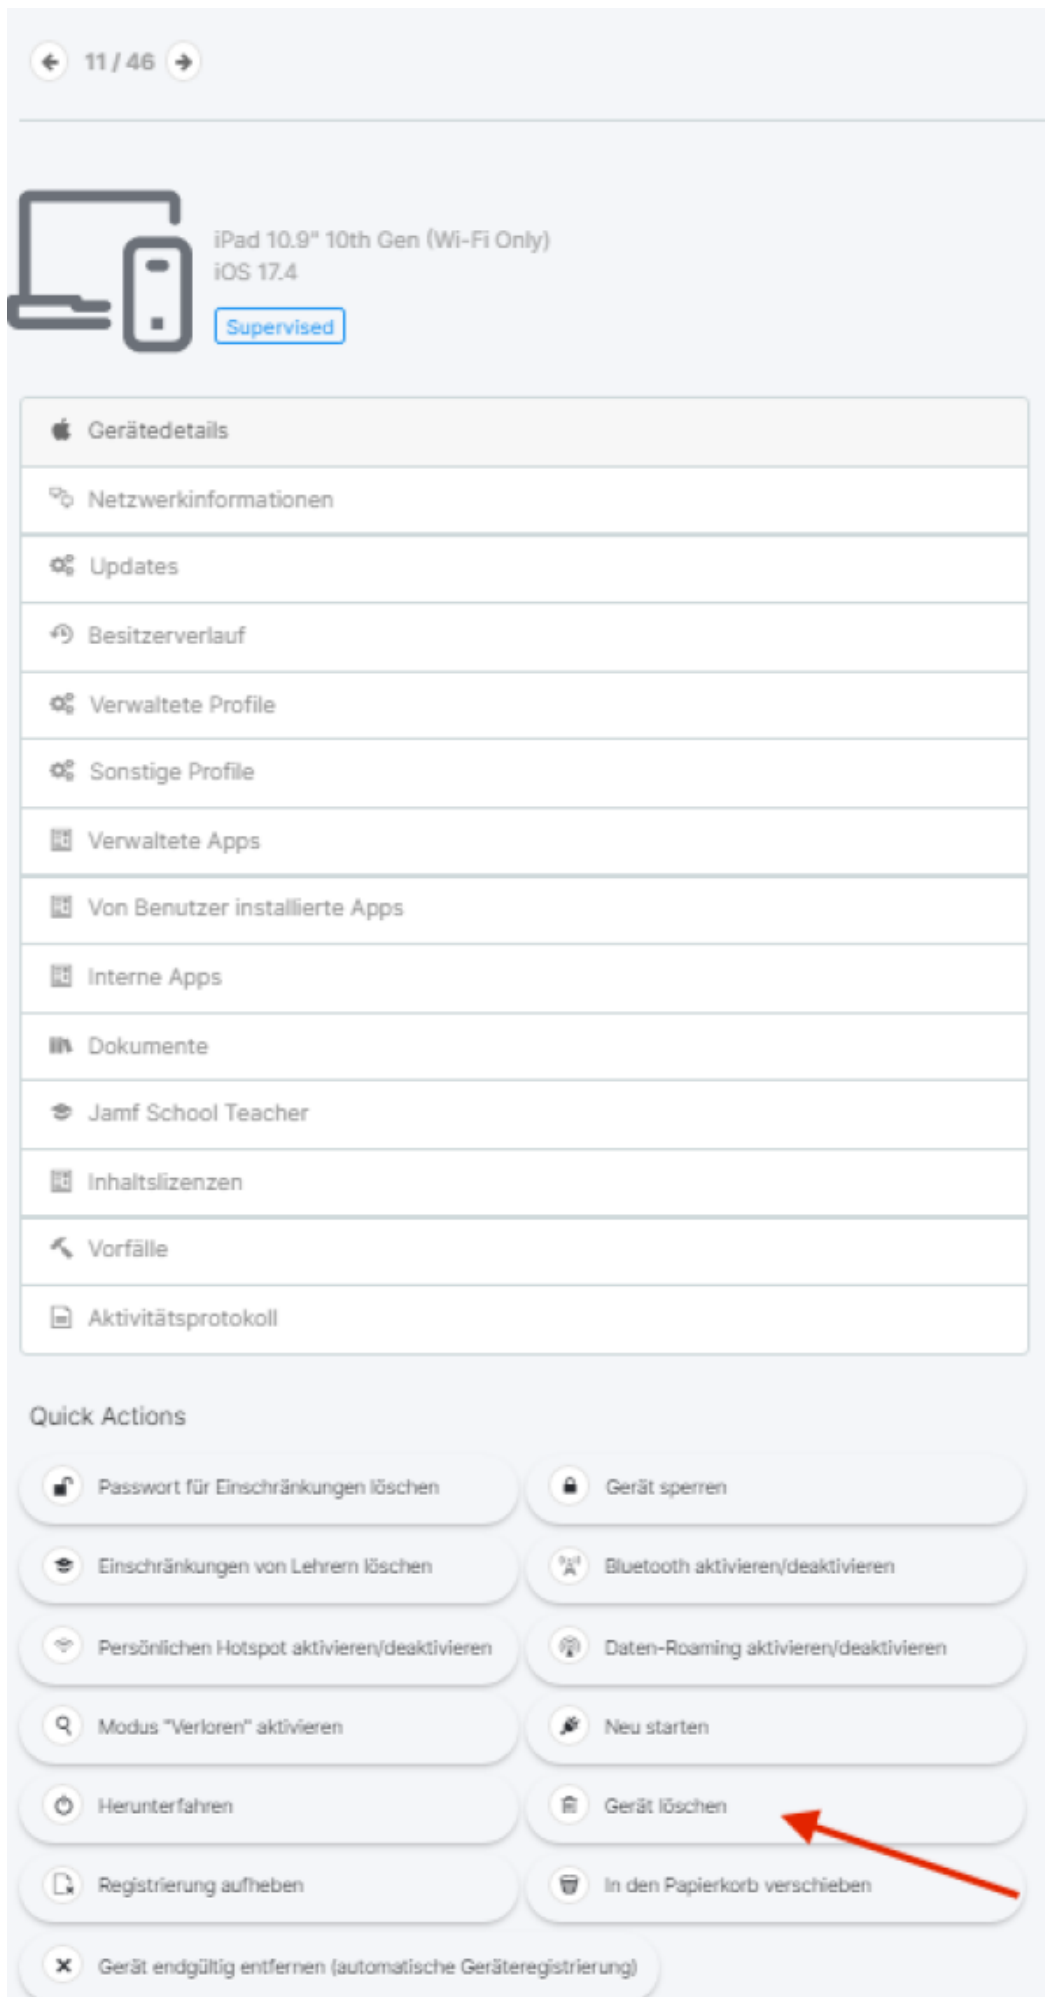 11 / 46
iPad 10.9" 10th Gen (Wi-Fi Only)
iOS 17.4
Supervised
Gerätedetails
Netzwerkinformationen
Updates
Besitzerverlauf
Verwaltete Profile
Sonstige Profile
Verwaltete Apps
Von Benutzer installierte Apps
Interne Apps
Dokumente
Jamf School Teacher
Inhaltslizenzen
Vorfälle
Aktivitätsprotokoll
Quick Actions
Passwort für Einschränkungen löschen
Gerät sperren
Einschränkungen von Lehrern löschen
Bluetooth aktivieren/deaktivieren
Persönlichen Hotspot aktivieren/deaktivieren
Daten-Roaming aktivieren/deaktivieren
Modus "Verloren" aktivieren
Neu starten
Herunterfahren
Gerät löschen
Registrierung aufheben
In den Papierkorb verschieben
Gerät endgültig entfernen (automatische Geräteregistrierung)